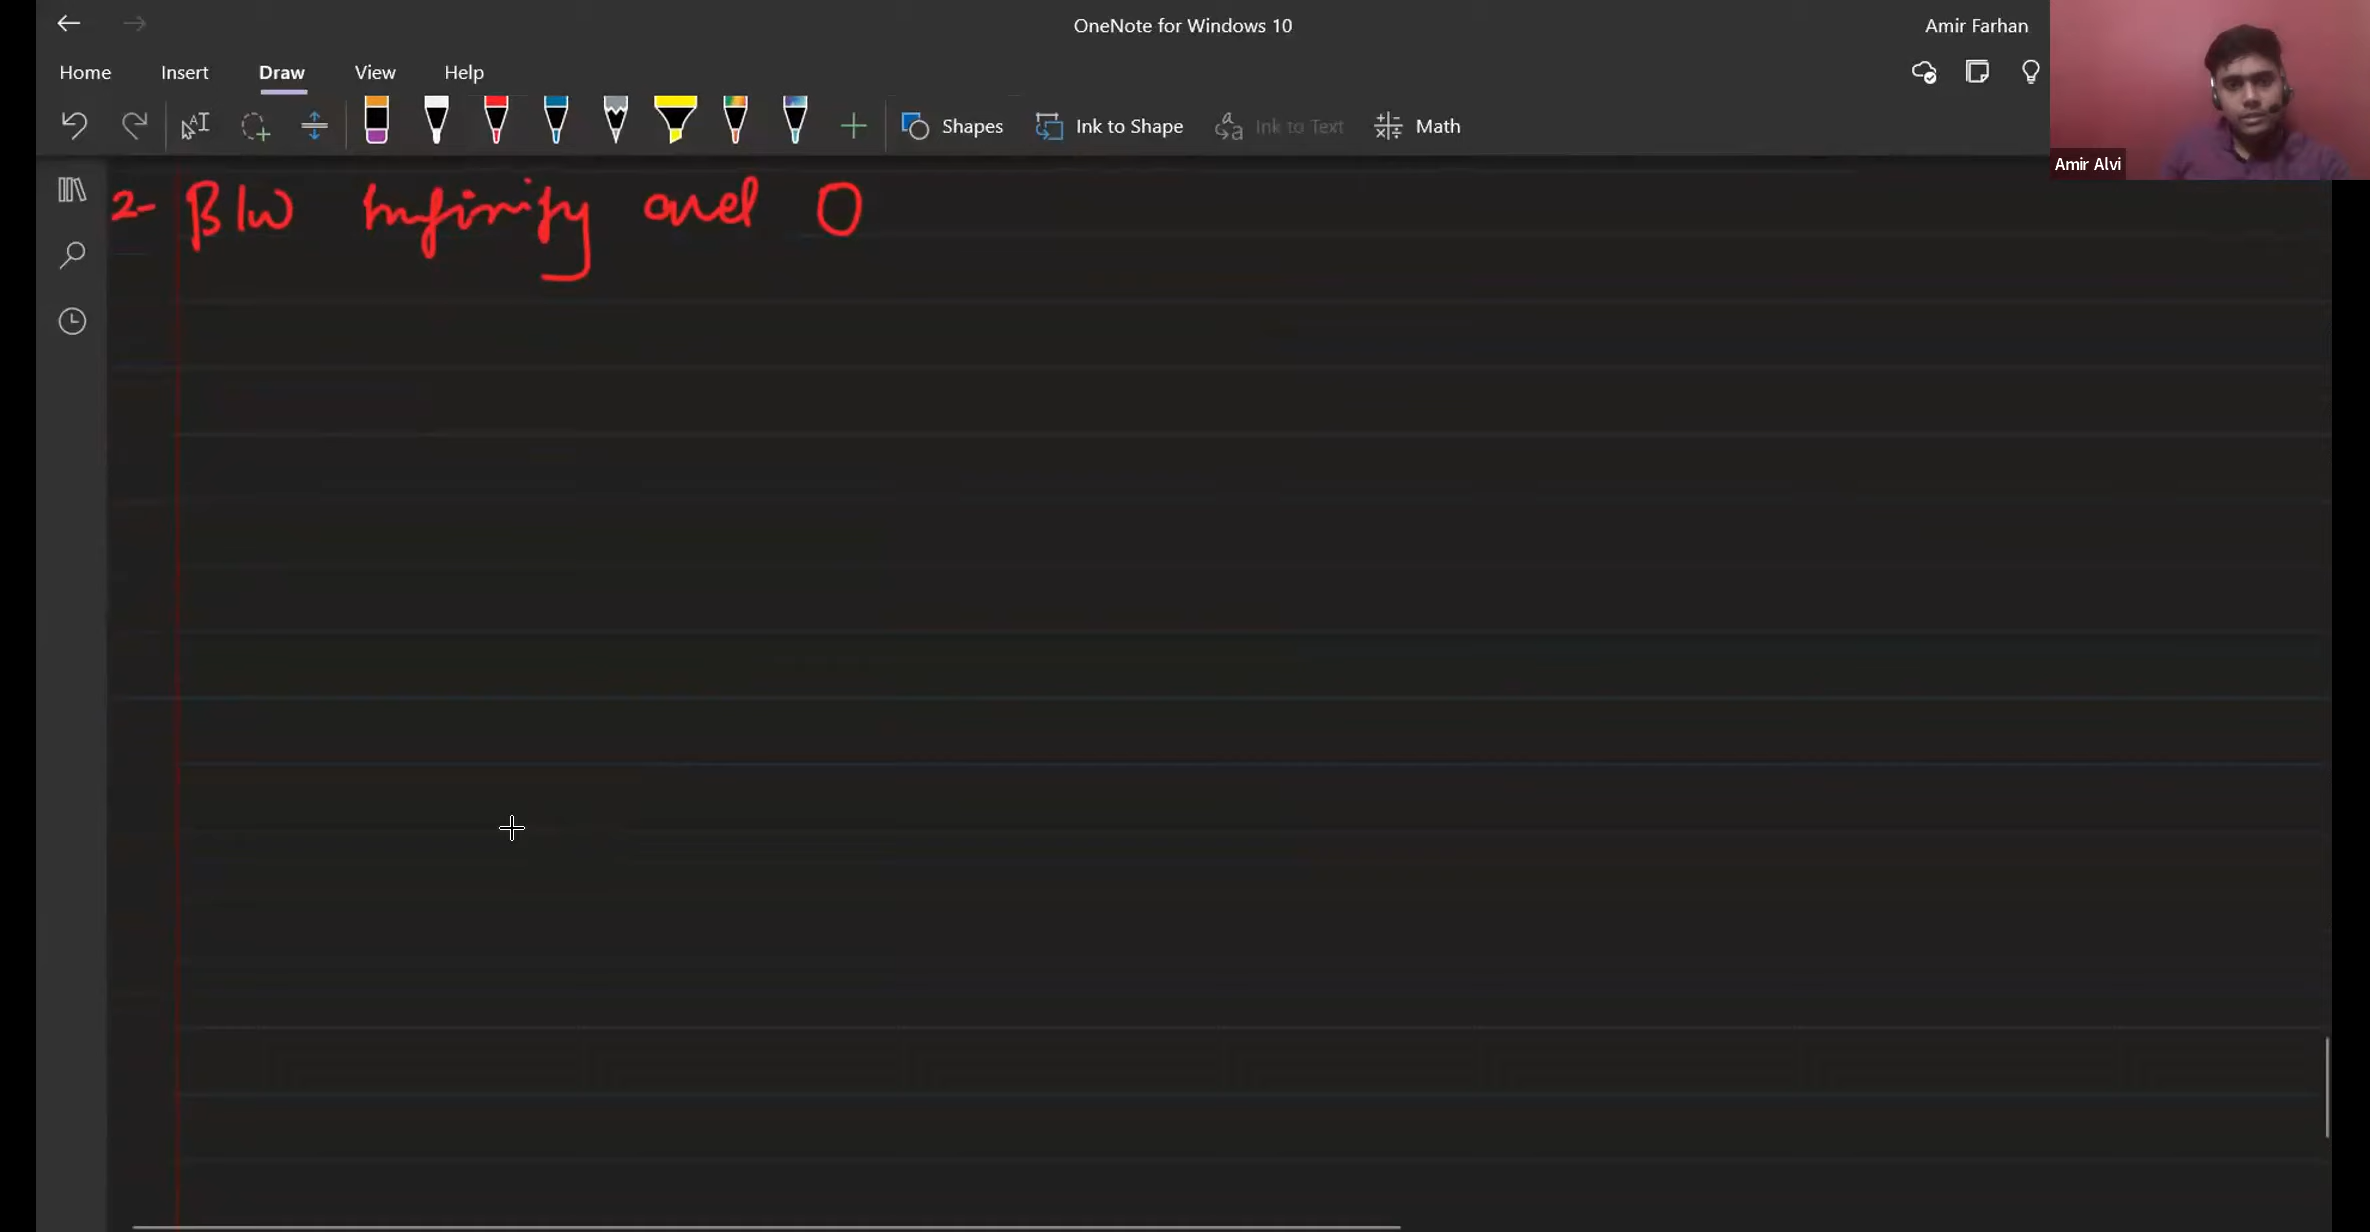 OneNote for Windows 10
Amir Farhan
Home Insert Draw View Help
Shapes Ink to Shape Ink to Text Math
Amir Alvi
2- B/W Infinity and O